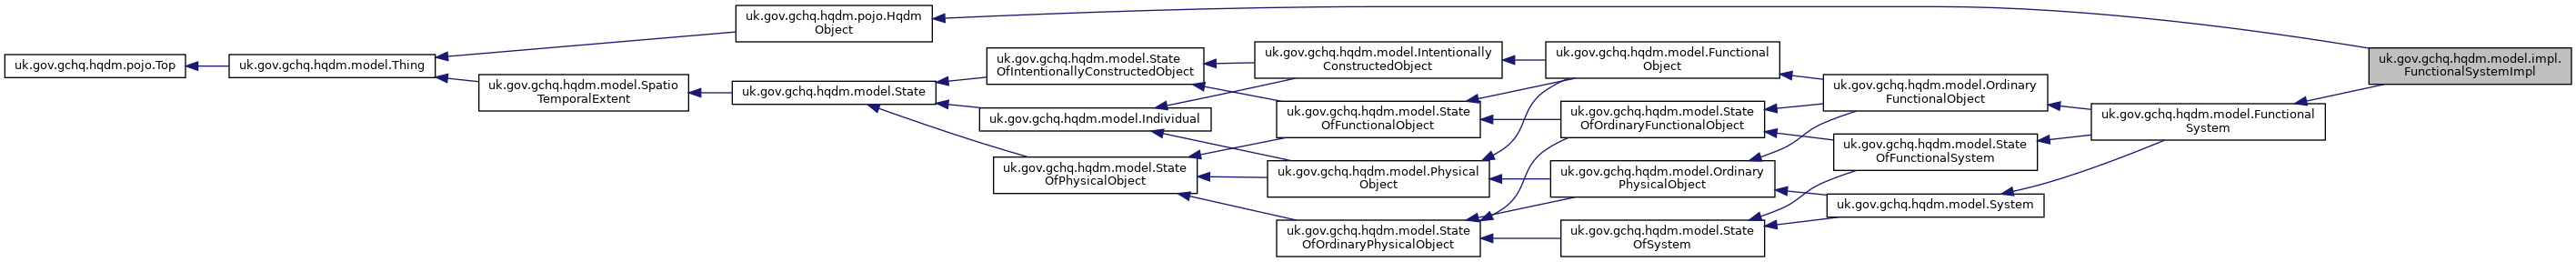 uk.gov.gchq.hqdm.pojo.Top
uk.gov.gchq.hqdm.model.Thing
uk.gov.gchq.hqdm.pojo.Hqdm
Object
uk.gov.gchq.hqdm.model.Spatio
TemporalExtent
uk.gov.gchq.hqdm.model.State
uk.gov.gchq.hqdm.model.State
OfIntentionallyConstructedObject
uk.gov.gchq.hqdm.model.Individual
uk.gov.gchq.hqdm.model.State
OfPhysicalObject
uk.gov.gchq.hqdm.model.Intentionally
ConstructedObject
uk.gov.gchq.hqdm.model.State
OfFunctionalObject
uk.gov.gchq.hqdm.model.Physical
Object
uk.gov.gchq.hqdm.model.State
OfOrdinaryPhysicalObject
uk.gov.gchq.hqdm.model.Functional
Object
uk.gov.gchq.hqdm.model.State
OfOrdinaryFunctionalObject
uk.gov.gchq.hqdm.model.Ordinary
PhysicalObject
uk.gov.gchq.hqdm.model.State
OfSystem
uk.gov.gchq.hqdm.model.Ordinary
FunctionalObject
uk.gov.gchq.hqdm.model.State
OfFunctionalSystem
uk.gov.gchq.hqdm.model.System
uk.gov.gchq.hqdm.model.Functional
System
uk.gov.gchq.hqdm.model.impl.
FunctionalSystemImpl